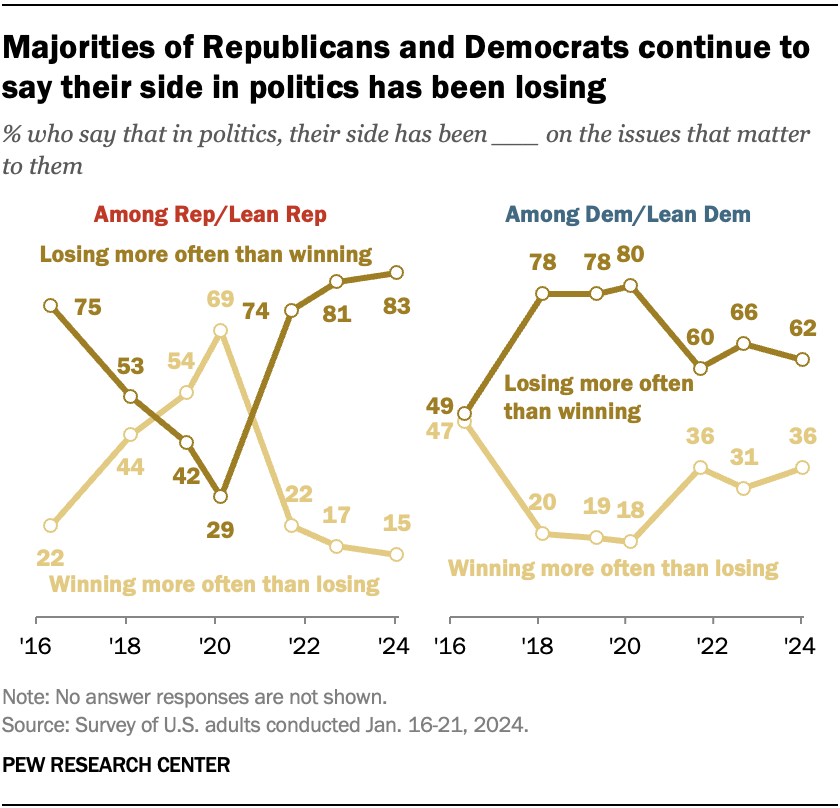 Majorities of Republicans and Democrats continue to
say their side in politics has been losing
% who say that in politics, their side has been ___ on the issues that matter
to them
Among Rep/Lean Rep
Losing more often than winning
75
53
42
29
74
81
83
22
44
54
69
22
17
15
Winning more often than losing
'16 '18 '20 '22 '24
Among Dem/Lean Dem
49
78
78
80
60
66
62
Losing more often
than winning
47
20
19
18
36
31
36
Winning more often than losing
'16 '18 '20 '22 '24
Note: No answer responses are not shown.
Source: Survey of U.S. adults conducted Jan. 16-21, 2024.
PEW RESEARCH CENTER